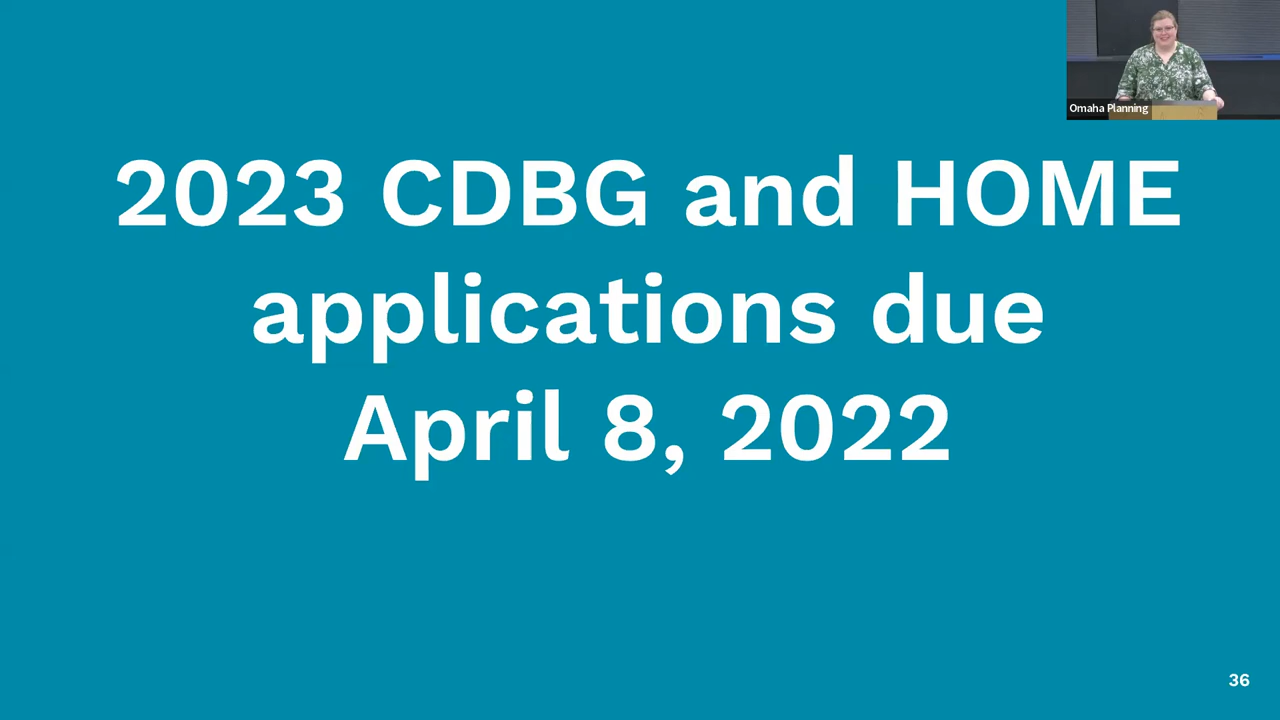 Omaha Planning
2023 CDBG and HOME
applications due
April 8, 2022
36